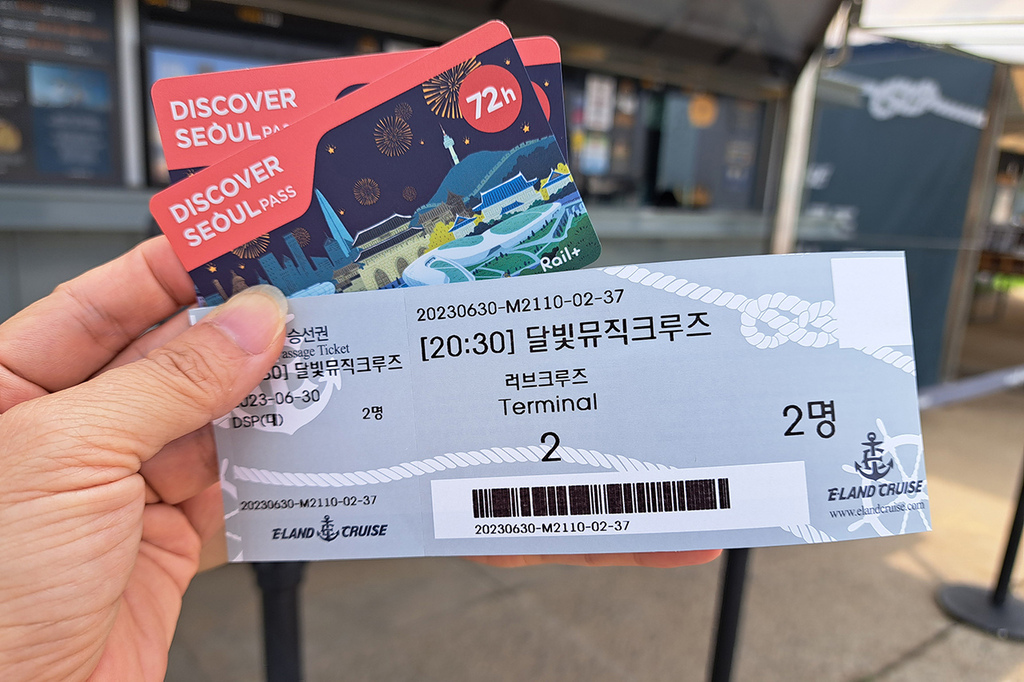 DISCOVER
SEOUL PASS
DISCOVER
SEOUL PASS
72h
Rail+
승선권
assage Ticket
30] 달빛뮤직크루즈
023-06-30
DSP(대)
2명
20230630-M2110-02-37
E·LAND CRUISE
20230630-M2110-02-37
[20:30] 달빛뮤직크루즈
러브크루즈
Terminal
2
2명
20230630-M2110-02-37
E·LAND CRUISE
www.elandcruise.com